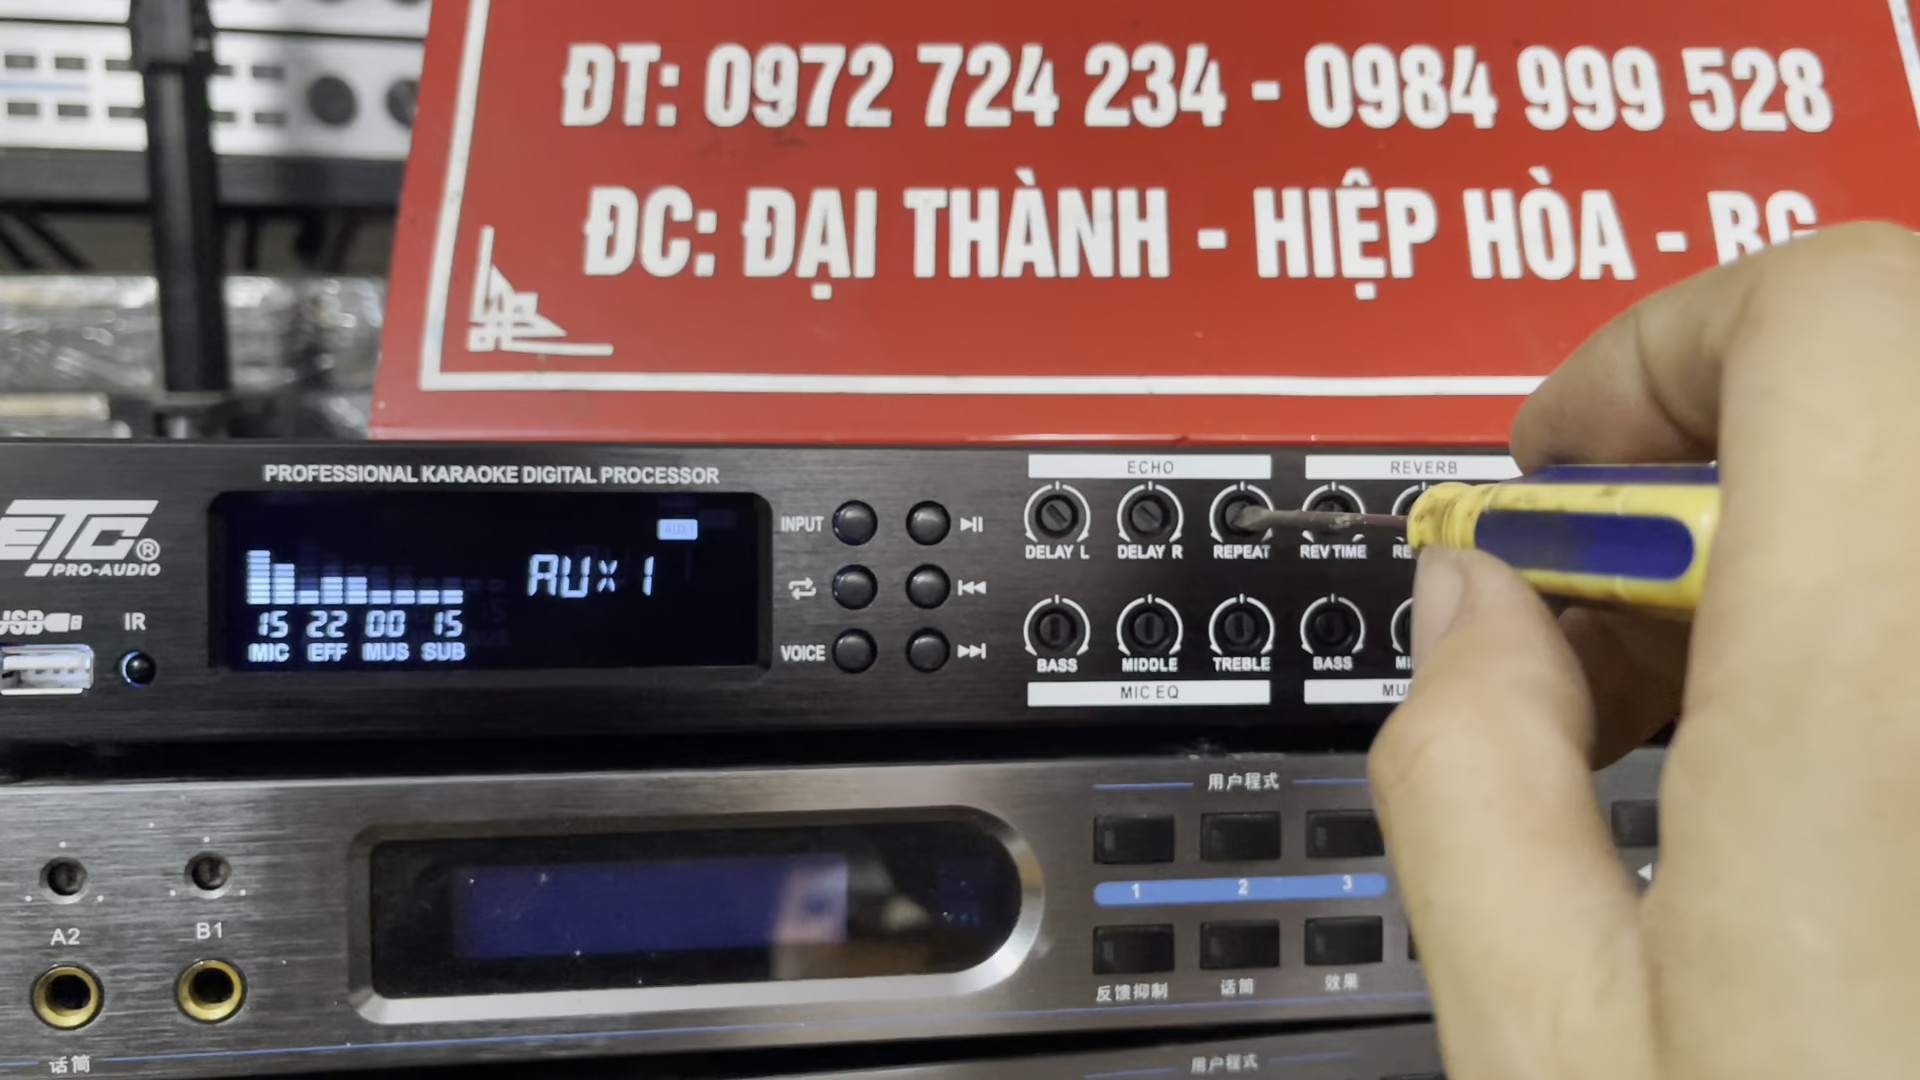 ĐT: 0972 724 234 - 0984 999 528
ĐC: ĐẠI THÀNH - HIỆP HÒA - BG
PROFESSIONAL KARAOKE DIGITAL PROCESSOR
ETC®
PRO-AUDIO
USB
IR
AUX 1
15 22 00 15
MIC EFF MUS SUB
INPUT
VOICE
ECHO
REVERB
DELAY L DELAY R REPEAT REV TIME
BASS MIDDLE TREBLE BASS
MIC EQ
用户程式
1 2 3
反馈抑制 话筒 效果
A2 B1
话筒
用户程式